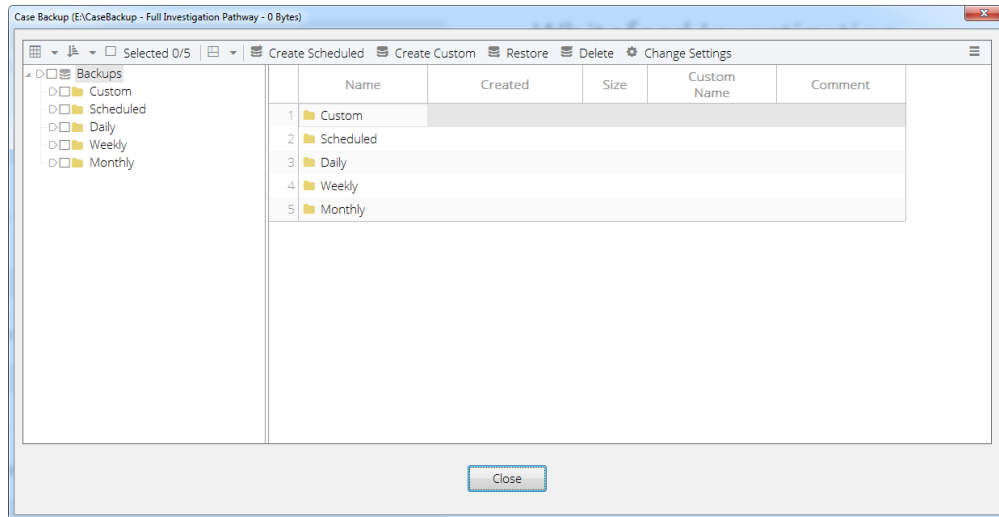 Case Backup (E:\CaseBackup - Full Investigation Pathway - 0 Bytes)
Selected 0/5 Create Scheduled Create Custom Restore Delete Change Settings
Backups
Custom
Scheduled
Daily
Weekly
Monthly
Name Created Size Custom Name Comment
1 Custom
2 Scheduled
3 Daily
4 Weekly
5 Monthly
Close